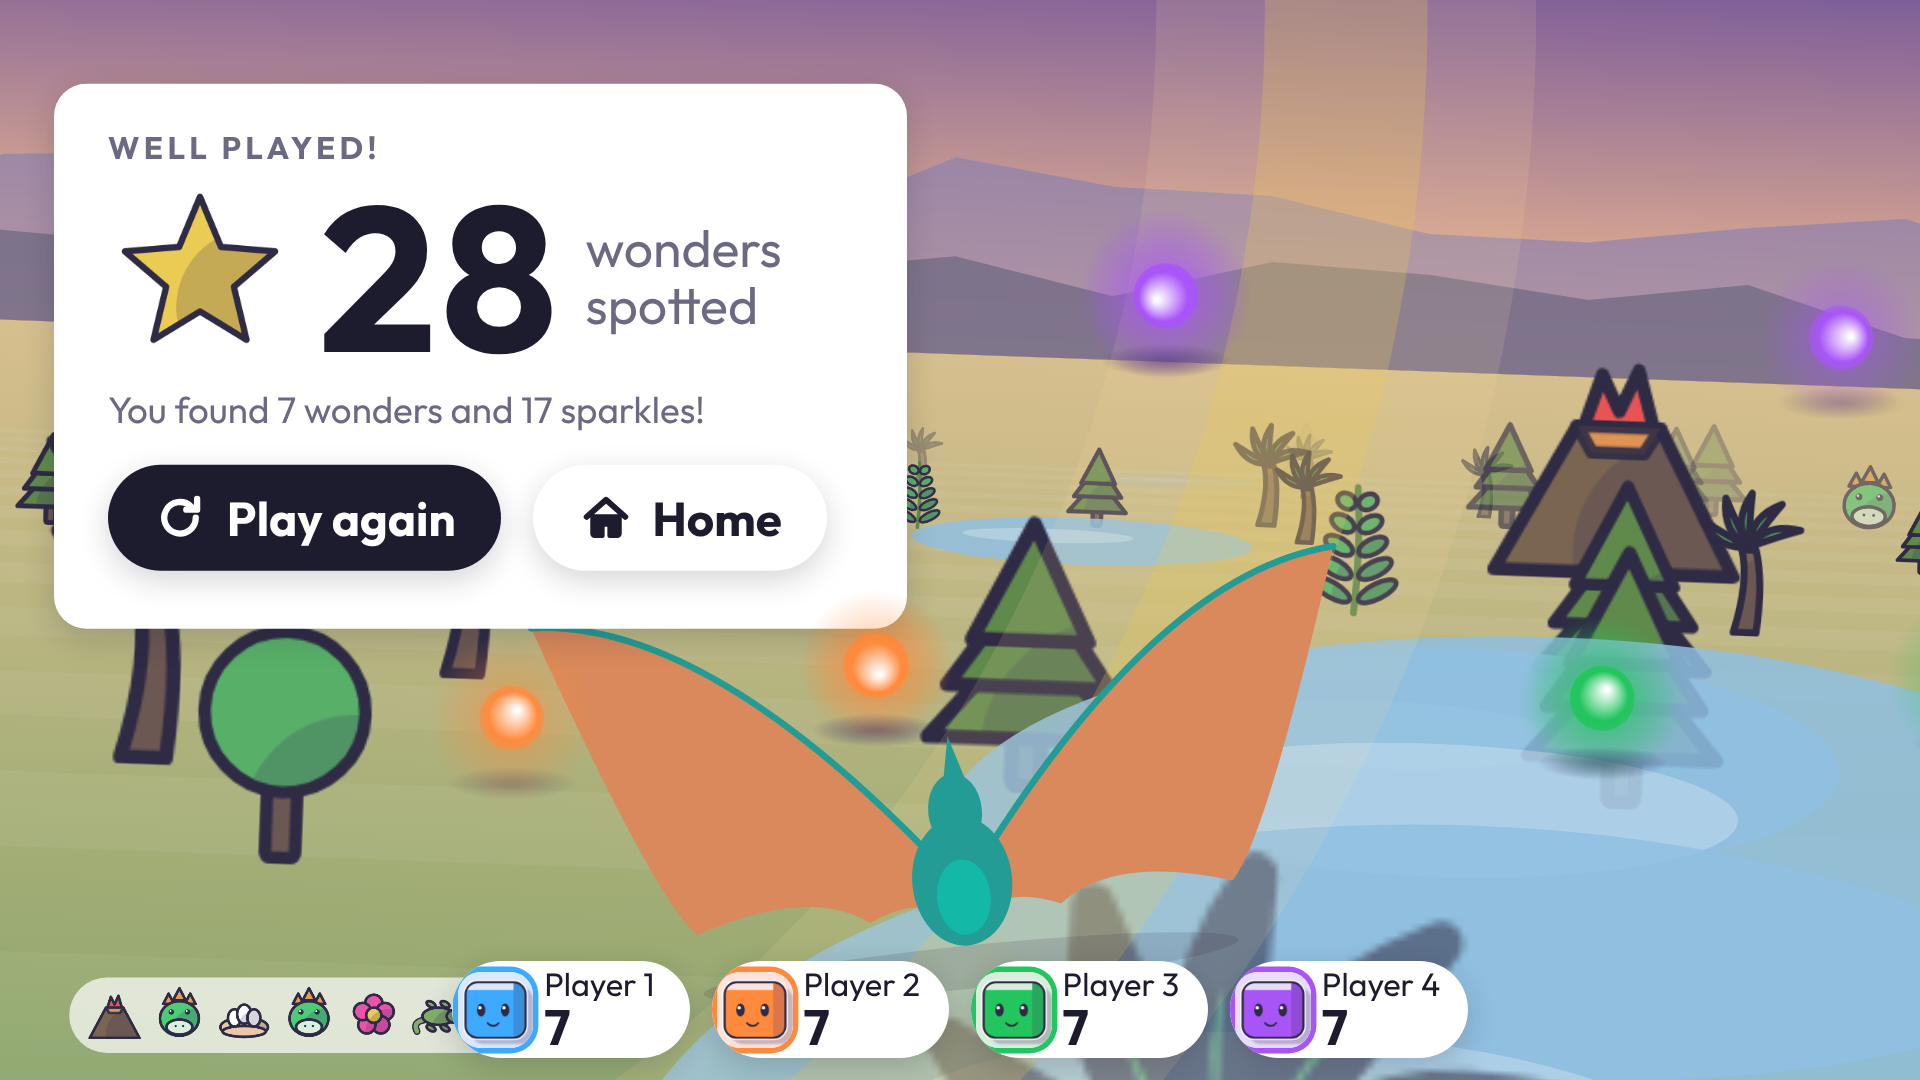 WELL PLAYED!
28
wonders
spotted
You found 7 wonders and 17 sparkles!
Play again
Home
Player 1
7
Player 2
7
Player 3
7
Player 4
7